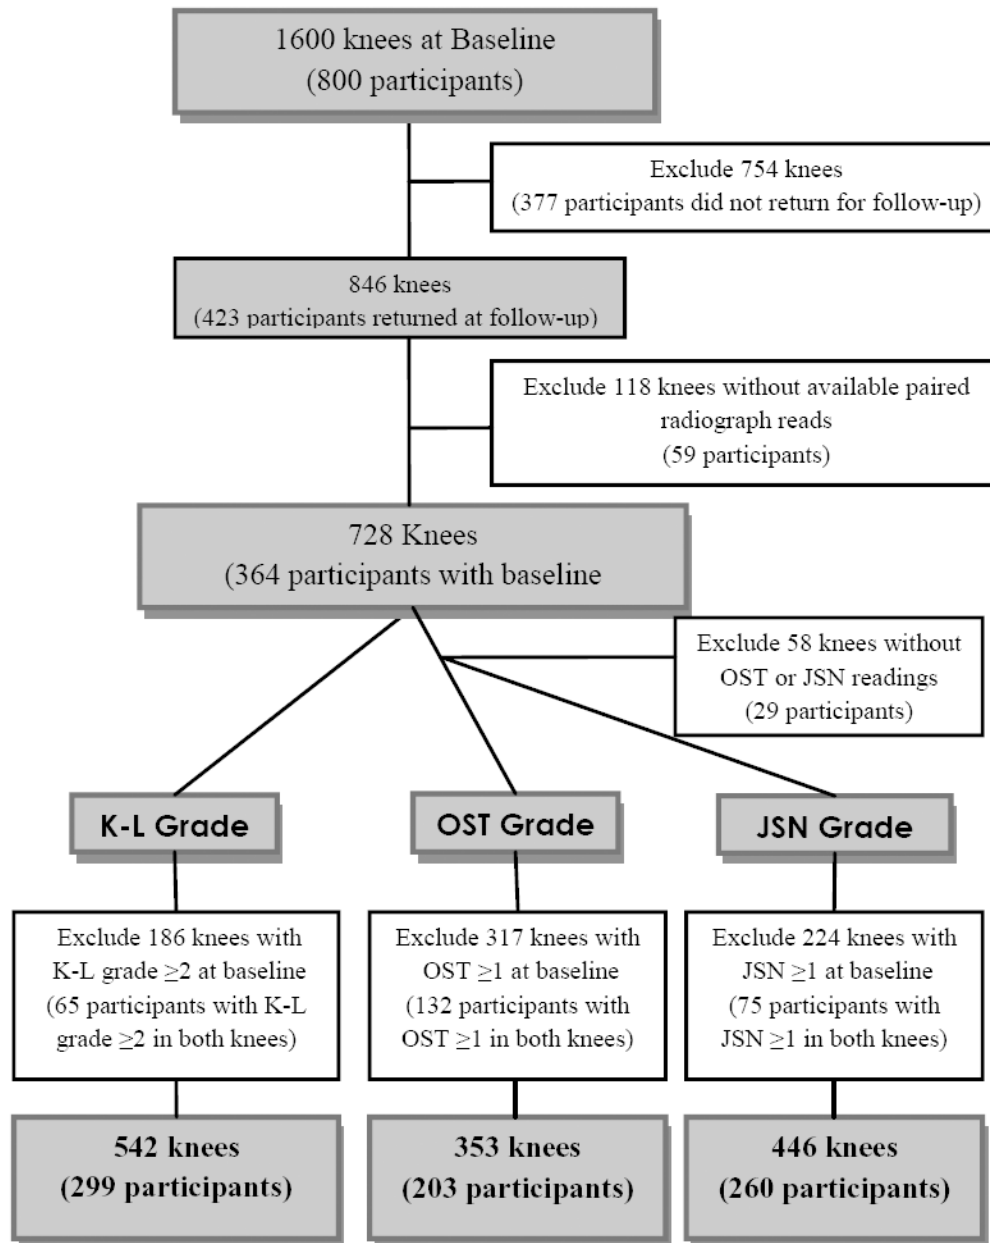 1600 knees at Baseline
(800 participants)
Exclude 754 knees
(377 participants did not return for follow-up)
846 knees
(423 participants returned at follow-up)
Exclude 118 knees without available paired
radiograph reads
(59 participants)
728 Knees
(364 participants with baseline
Exclude 58 knees without
OST or JSN readings
(29 participants)
K-L Grade
OST Grade
JSN Grade
Exclude 186 knees with
K-L grade ≥2 at baseline
(65 participants with K-L
grade ≥2 in both knees)
Exclude 317 knees with
OST ≥1 at baseline
(132 participants with
OST ≥1 in both knees)
Exclude 224 knees with
JSN ≥1 at baseline
(75 participants with
JSN ≥1 in both knees)
542 knees
(299 participants)
353 knees
(203 participants)
446 knees
(260 participants)